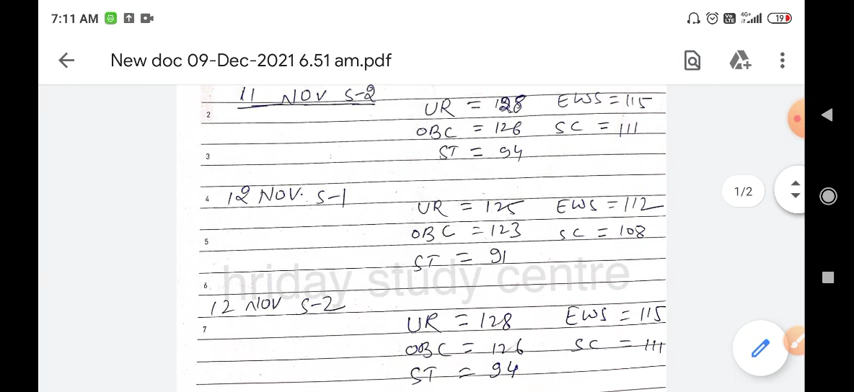 7:11 AM
4G+
19
New doc 09-Dec-2021 6.51 am.pdf
11 NOV S-2
UR = 128 EWS = 115
2
OBC = 126 SC = 111
3
ST = 94
4
12 NOV. S-1
UR = 125 EWS = 112
5
OBC = 123 SC = 108
ST = 91
6
hriday study centre
12 NOV S-2
7
UR = 128 EWS = 115
OBC = 126 SC = 111
ST = 94
1/2